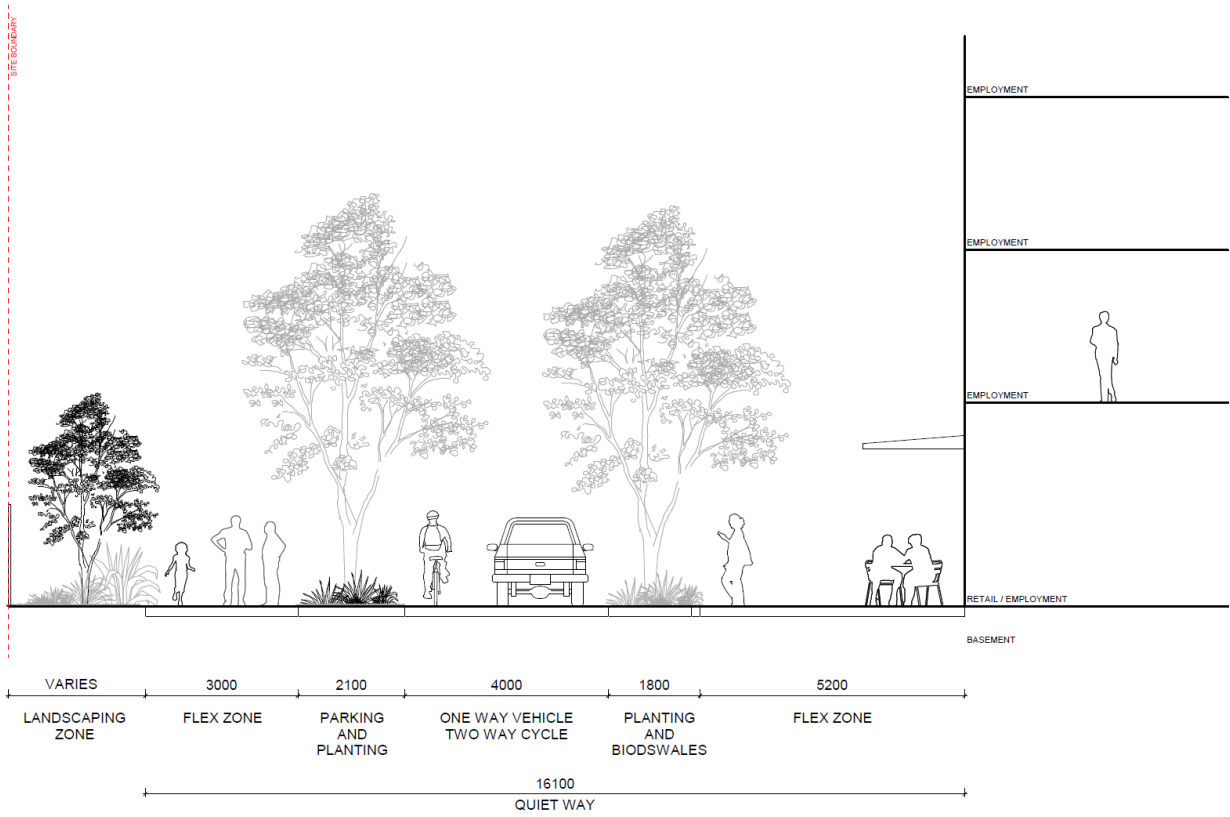 SITE BOUNDARY
EMPLOYMENT
EMPLOYMENT
EMPLOYMENT
RETAIL / EMPLOYMENT
BASEMENT
VARIES
3000
2100
4000
1800
5200
LANDSCAPING
ZONE
FLEX ZONE
PARKING
AND
PLANTING
ONE WAY VEHICLE
TWO WAY CYCLE
PLANTING
AND
BIODSWALES
FLEX ZONE
16100
QUIET WAY